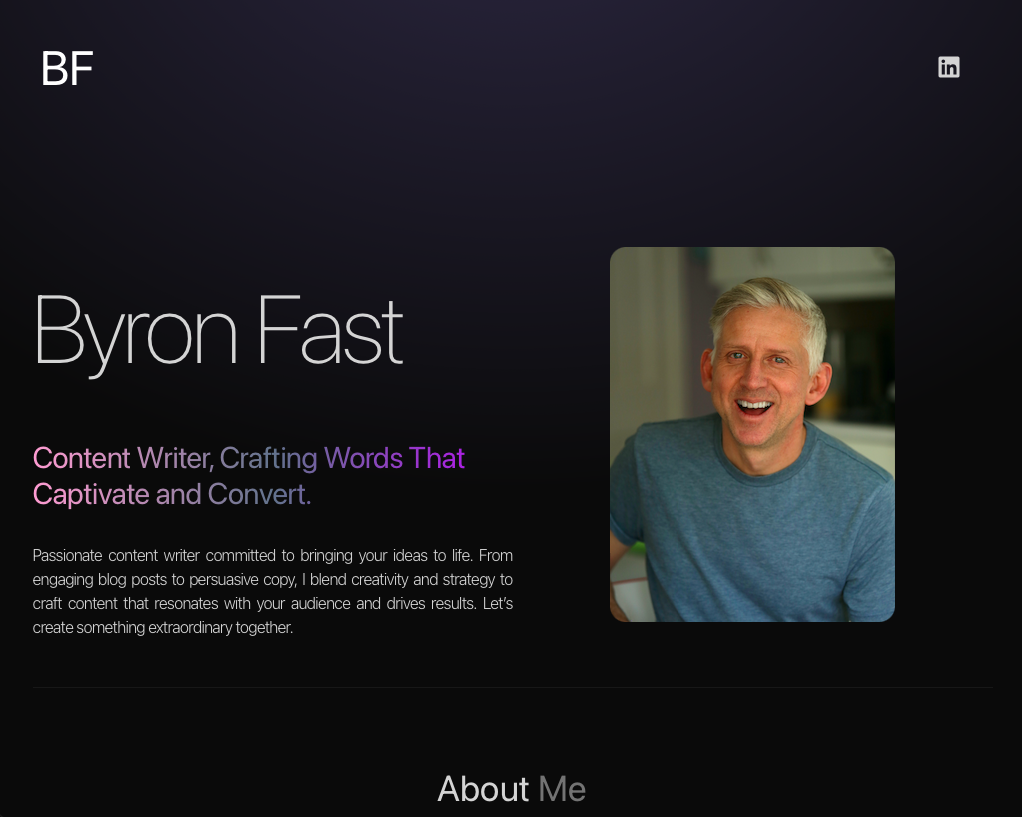 BF
in
Byron Fast
Content Writer, Crafting Words That
Captivate and Convert.
Passionate content writer committed to bringing your ideas to life. From
engaging blog posts to persuasive copy, I blend creativity and strategy to
craft content that resonates with your audience and drives results. Let’s
create something extraordinary together.
About Me